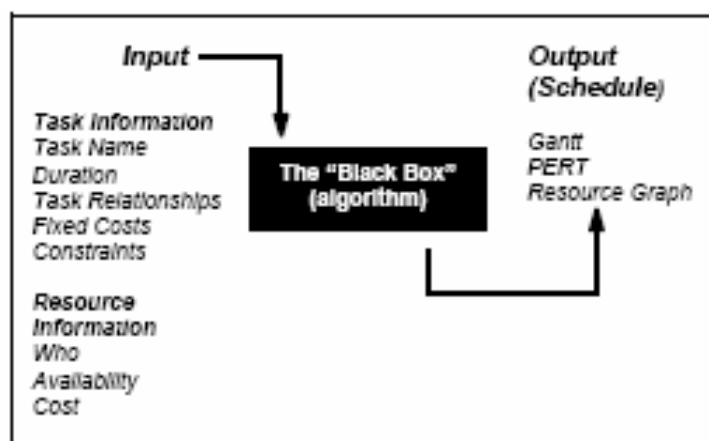 Input
Task Information
Task Name
Duration
Task Relationships
Fixed Costs
Constraints
Resource
Information
Who
Availability
Cost
The “Black Box”
(algorithm)
Output
(Schedule)
Gantt
PERT
Resource Graph